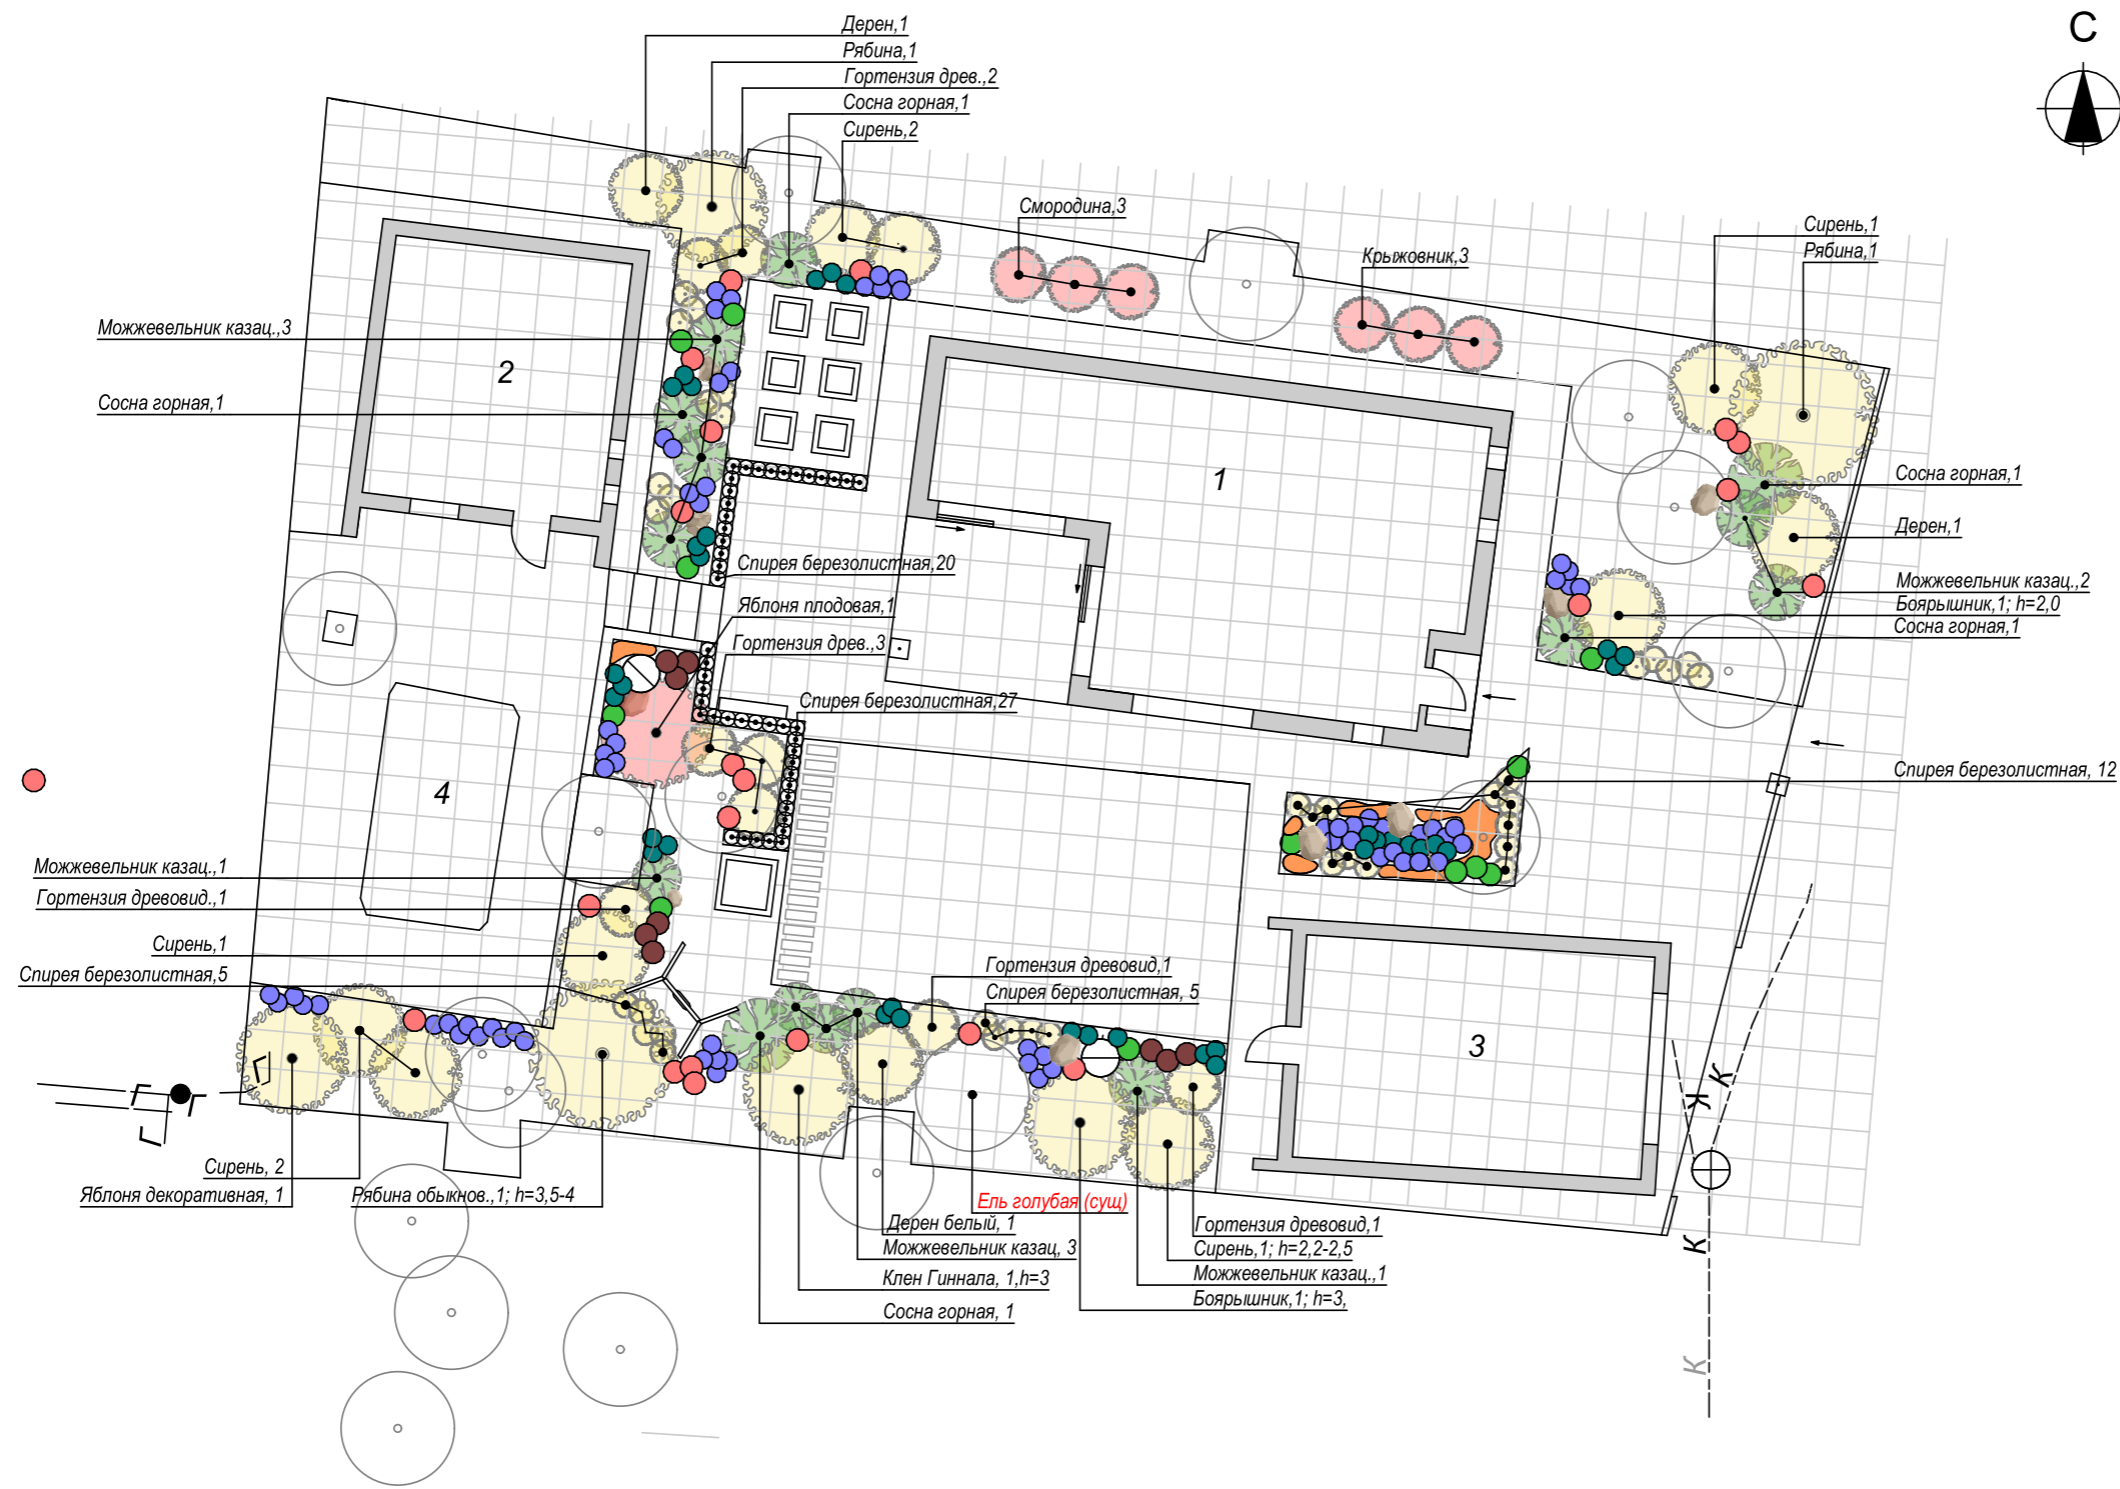 С
Дерен,1
Рябина,1
Гортензия древ.,2
Сосна горная,1
Сирень,2
Смородина,3
Крыжовник,3
Сирень,1
Рябина,1
Можжевельник казац.,3
Сосна горная,1
2
1
Сосна горная,1
Дерен,1
Можжевельник казац.,2
Боярышник,1; h=2,0
Сосна горная,1
Спирея березолистная,20
Яблоня плодовая,1
Гортензия древ.,3
Спирея березолистная,27
4
Спирея березолистная, 12
Можжевельник казац.,1
Гортензия древовид.,1
Сирень,1
Спирея березолистная,5
Гортензия древовид,1
Спирея березолистная, 5
3
Г
Г
Г
Г
К
К
К
К
Сирень, 2
Яблоня декоративная, 1
Рябина обыкнов.,1; h=3,5-4
Ель голубая (сущ)
Дерен белый, 1
Можжевельник казац, 3
Клен Гиннала, 1,h=3
Сосна горная, 1
Гортензия древовид,1
Сирень,1; h=2,2-2,5
Можжевельник казац.,1
Боярышник,1; h=3,